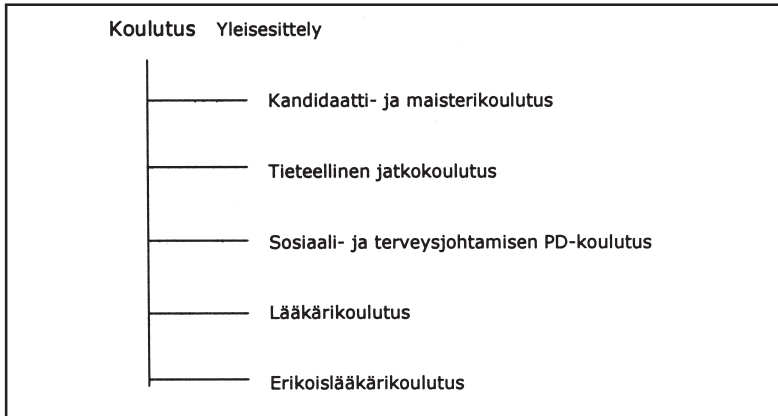 Koulutus Yleisesittely
Kandidaatti- ja maisterikoulutus
Tieteellinen jatkokoulutus
Sosiaali- ja terveysjohtamisen PD-koulutus
Lääkärikoulutus
Erikoislääkärikoulutus